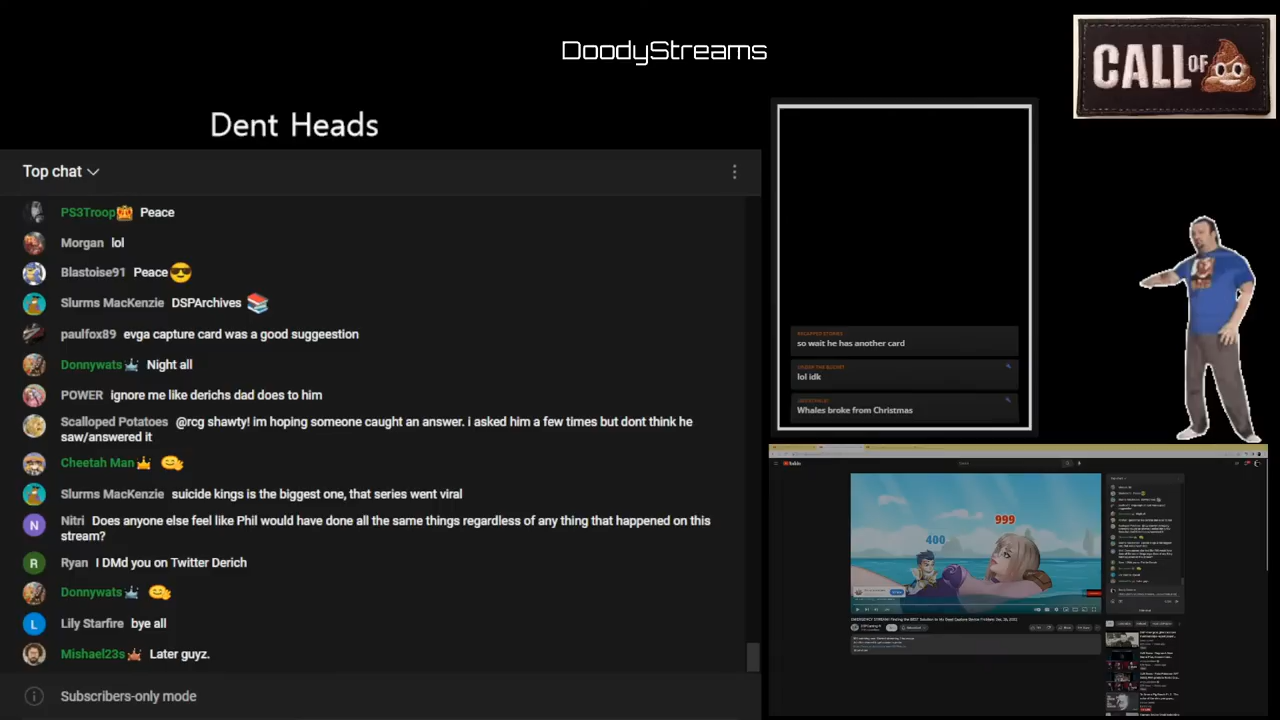 DoodyStreams
CALL OF
Dent Heads
Top chat
PS3Troop Peace
Morgan lol
Blastoise91 Peace
Slurms MacKenzie DSPArchives
paulfox89 evga capture card was a good suggeestion
Donnywats Night all
POWER ignore me like derichs dad does to him
Scalloped Potatoes @rcg shawty! im hoping someone caught an answer. i asked him a few times but dont think he
saw/answered it
Cheetah Man
Slurms MacKenzie suicide kings is the biggest one, that series went viral
Nitri Does anyone else feel like Phil would have done all the same things regardless of any thing that happened on this
stream?
Ryan I DMd you on Twitter Derich
Donnywats
Lily Starfire bye all
Mishael23s Later guyz.
Subscribers-only mode
so wait he has another card
lol idk
Whales broke from Christmas
999
400